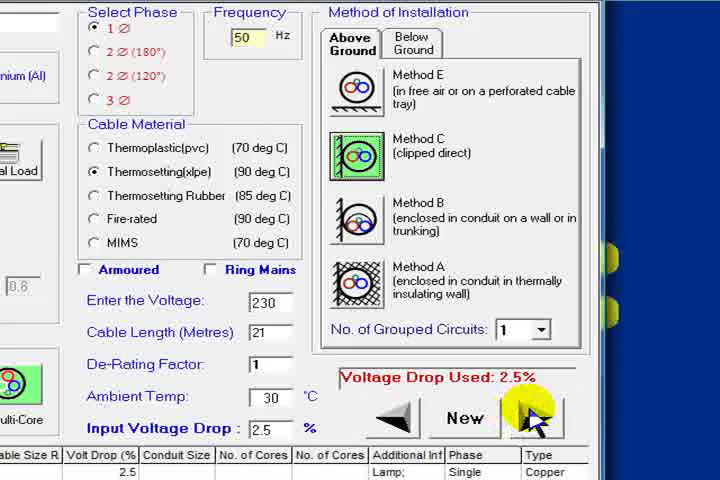 Select Phase
Frequency
Method of Installation
1 Ø
50 Hz
2 Ø (180°)
2 Ø (120°)
3 Ø
Above Ground
Below Ground
Method E
(in free air or on a perforated cable
tray)
nium (Al)
Cable Material
Method C
(clipped direct)
Thermoplastic(pvc) (70 deg C)
Thermosetting(xlpe) (90 deg C)
al Load
Thermosetting Rubber (85 deg C)
Method B
(enclosed in conduit on a wall or in
trunking)
Fire-rated (90 deg C)
MIMS (70 deg C)
Armoured
Ring Mains
Method A
(enclosed in conduit in thermally
insulating wall)
0.8
Enter the Voltage: 230
Cable Length (Metres) 21
No. of Grouped Circuits: 1
De-Rating Factor: 1
Voltage Drop Used: 2.5%
Ambient Temp: 30 °C
ulti-Core
New
Input Voltage Drop : 2.5 %
able Size R
Volt Drop (%
Conduit Size
No. of Cores
No. of Cores
Additional Inf
Phase
Type
2.5
Lamp;
Single
Copper